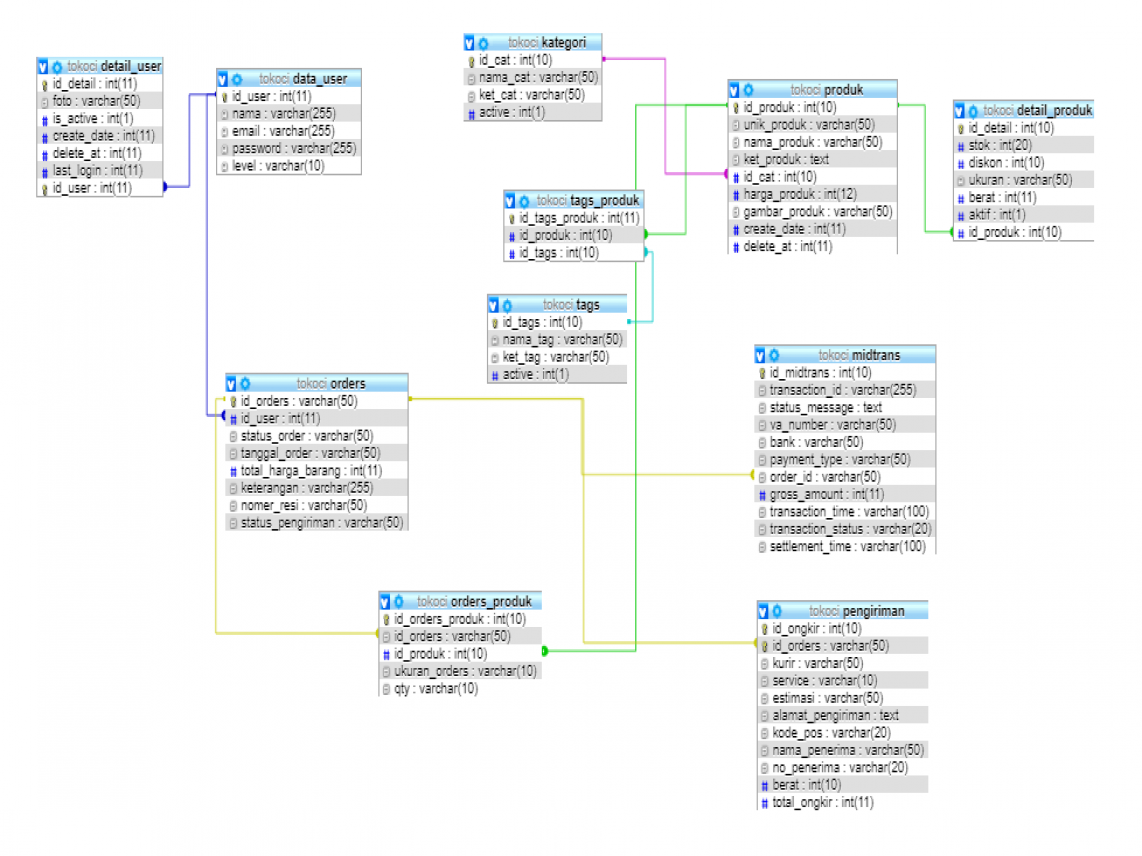 tokoci detail_user
id_detail : int(11)
foto : varchar(50)
is_active : int(1)
create_date : int(11)
delete_at : int(11)
last_login : int(11)
id_user : int(11)
tokoci data_user
id_user : int(11)
nama : varchar(255)
email : varchar(255)
password : varchar(255)
level : varchar(10)
tokoci kategori
id_cat : int(10)
nama_cat : varchar(50)
ket_cat : varchar(50)
active : int(1)
tokoci produk
id_produk : int(10)
unik_produk : varchar(50)
nama_produk : varchar(50)
ket_produk : text
id_cat : int(10)
harga_produk : int(12)
gambar_produk : varchar(50)
create_date : int(11)
delete_at : int(11)
tokoci detail_produk
id_detail : int(10)
stok : int(20)
diskon : int(10)
ukuran : varchar(50)
berat : int(11)
aktif : int(1)
id_produk : int(10)
tokoci tags_produk
id_tags_produk : int(11)
id_produk : int(10)
id_tags : int(10)
tokoci tags
id_tags : int(10)
nama_tag : varchar(50)
ket_tag : varchar(50)
active : int(1)
tokoci orders
id_orders : varchar(50)
id_user : int(11)
status_order : varchar(50)
tanggal_order : varchar(50)
total_harga_barang : int(11)
keterangan : varchar(255)
nomer_resi : varchar(50)
status_pengiriman : varchar(50)
tokoci midtrans
id_midtrans : int(10)
transaction_id : varchar(255)
status_message : text
va_number : varchar(50)
bank : varchar(50)
payment_type : varchar(50)
order_id : varchar(50)
gross_amount : int(11)
transaction_time : varchar(100)
transaction_status : varchar(20)
settlement_time : varchar(100)
tokoci orders_produk
id_orders_produk : int(10)
id_orders : varchar(50)
id_produk : int(10)
ukuran_orders : varchar(10)
qty : varchar(10)
tokoci pengiriman
id_ongkir : int(10)
id_orders : varchar(50)
kurir : varchar(50)
service : varchar(10)
estimasi : varchar(50)
alamat_pengiriman : text
kode_pos : varchar(20)
nama_penerima : varchar(50)
no_penerima : varchar(20)
berat : int(10)
total_ongkir : int(11)